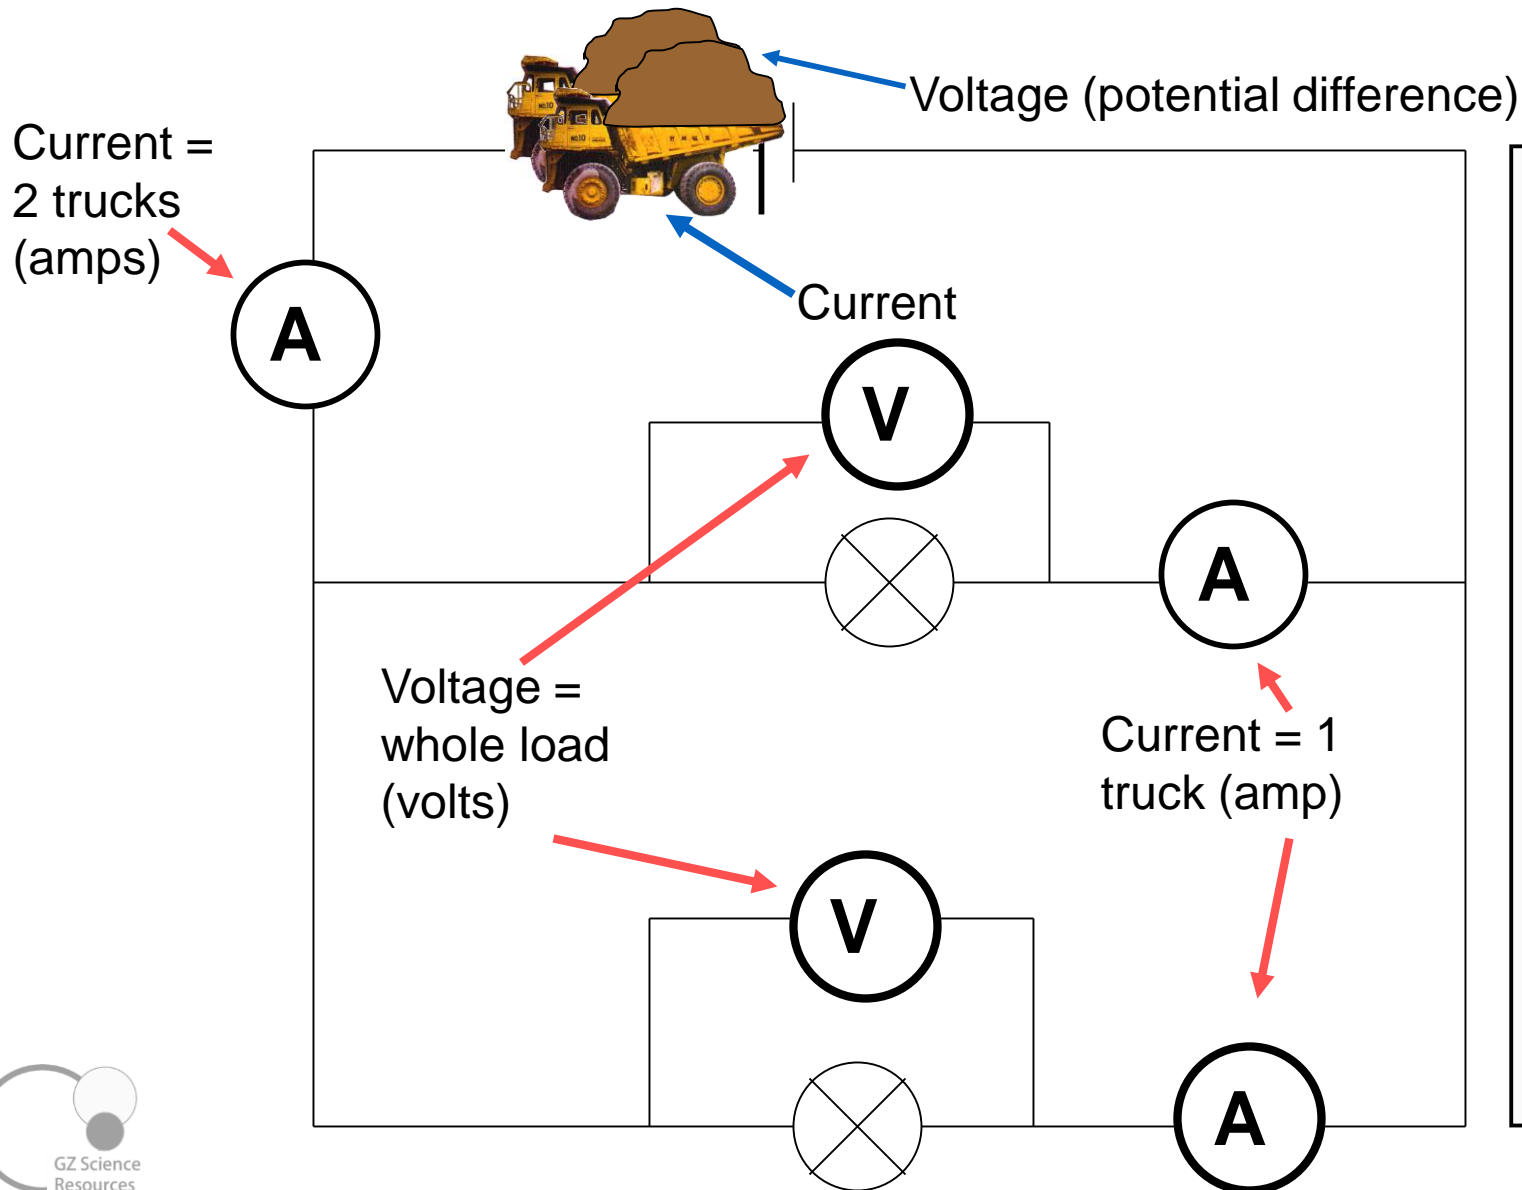 Voltage (potential difference)
Current =
2 trucks
(amps)
Current
A
V
A
Voltage =
whole load
(volts)
Current = 1
truck (amp)
V
A
GZ Science
Resources